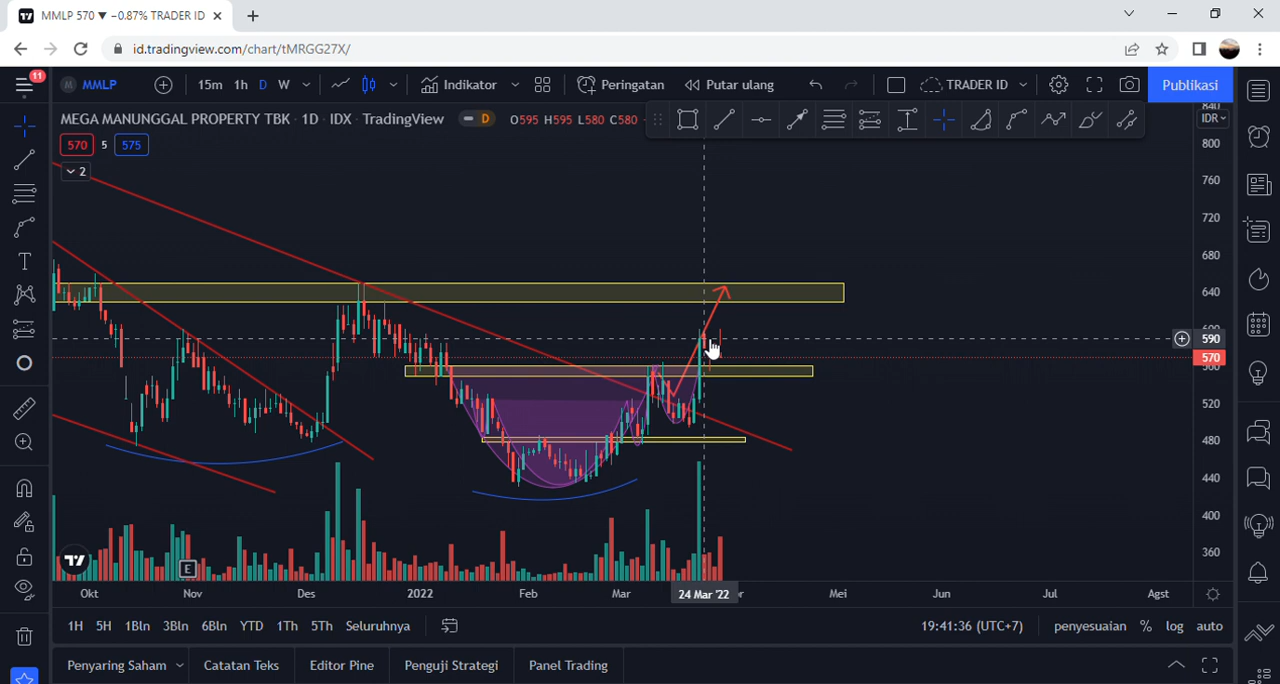 MMLP 570 ▼ −0.87% TRADER ID
id.tradingview.com/chart/tMRGG27X/
11
M MMLP 15m 1h D W Indikator Peringatan Putar ulang TRADER ID Publikasi
MEGA MANUNGGAL PROPERTY TBK · 1D · IDX · TradingView D O595 H595 L580 C580
IDR
570 5 575
2
800
760
720
680
640
590
570
520
480
440
400
360
E
Okt Nov Des 2022 Feb Mar 24 Mar '22 Mei Jun Jul Agst
1H 5H 1Bln 3Bln 6Bln YTD 1Th 5Th Seluruhnya 19:41:36 (UTC+7) penyesuaian % log auto
Penyaring Saham Catatan Teks Editor Pine Penguji Strategi Panel Trading